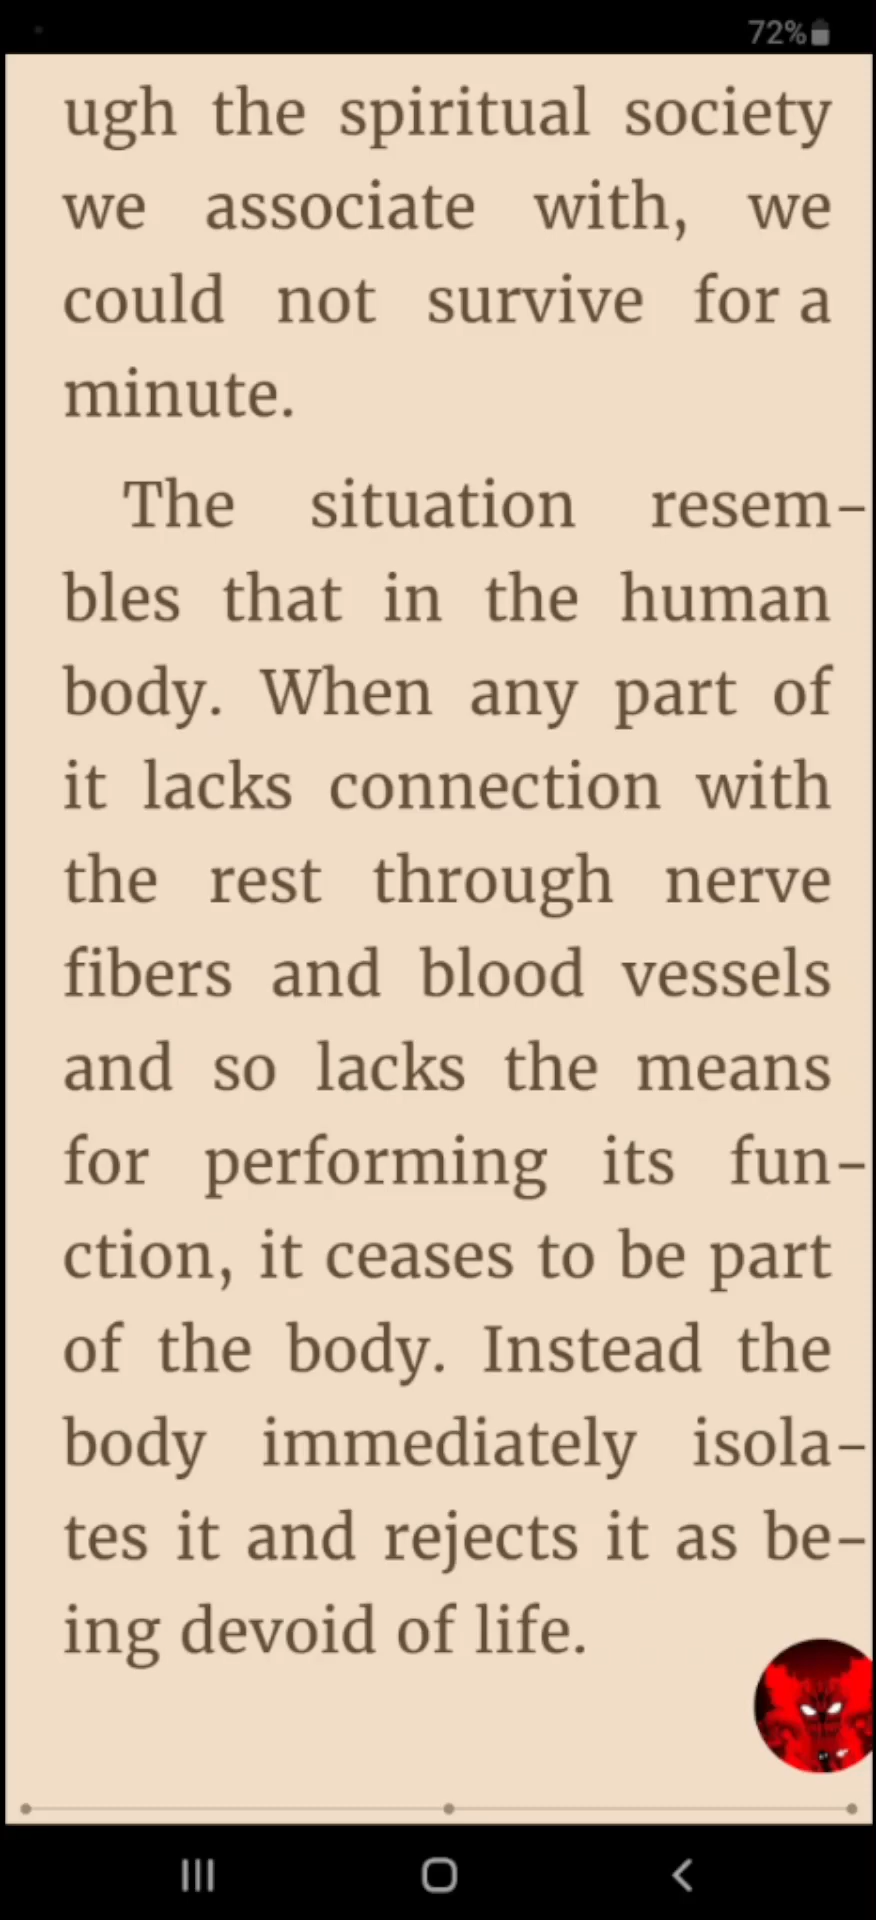 72%
ugh the spiritual society
we associate with, we
could not survive for a
minute.
The situation resem-
bles that in the human
body. When any part of
it lacks connection with
the rest through nerve
fibers and blood vessels
and so lacks the means
for performing its fun-
ction, it ceases to be part
of the body. Instead the
body immediately isola-
tes it and rejects it as be-
ing devoid of life.